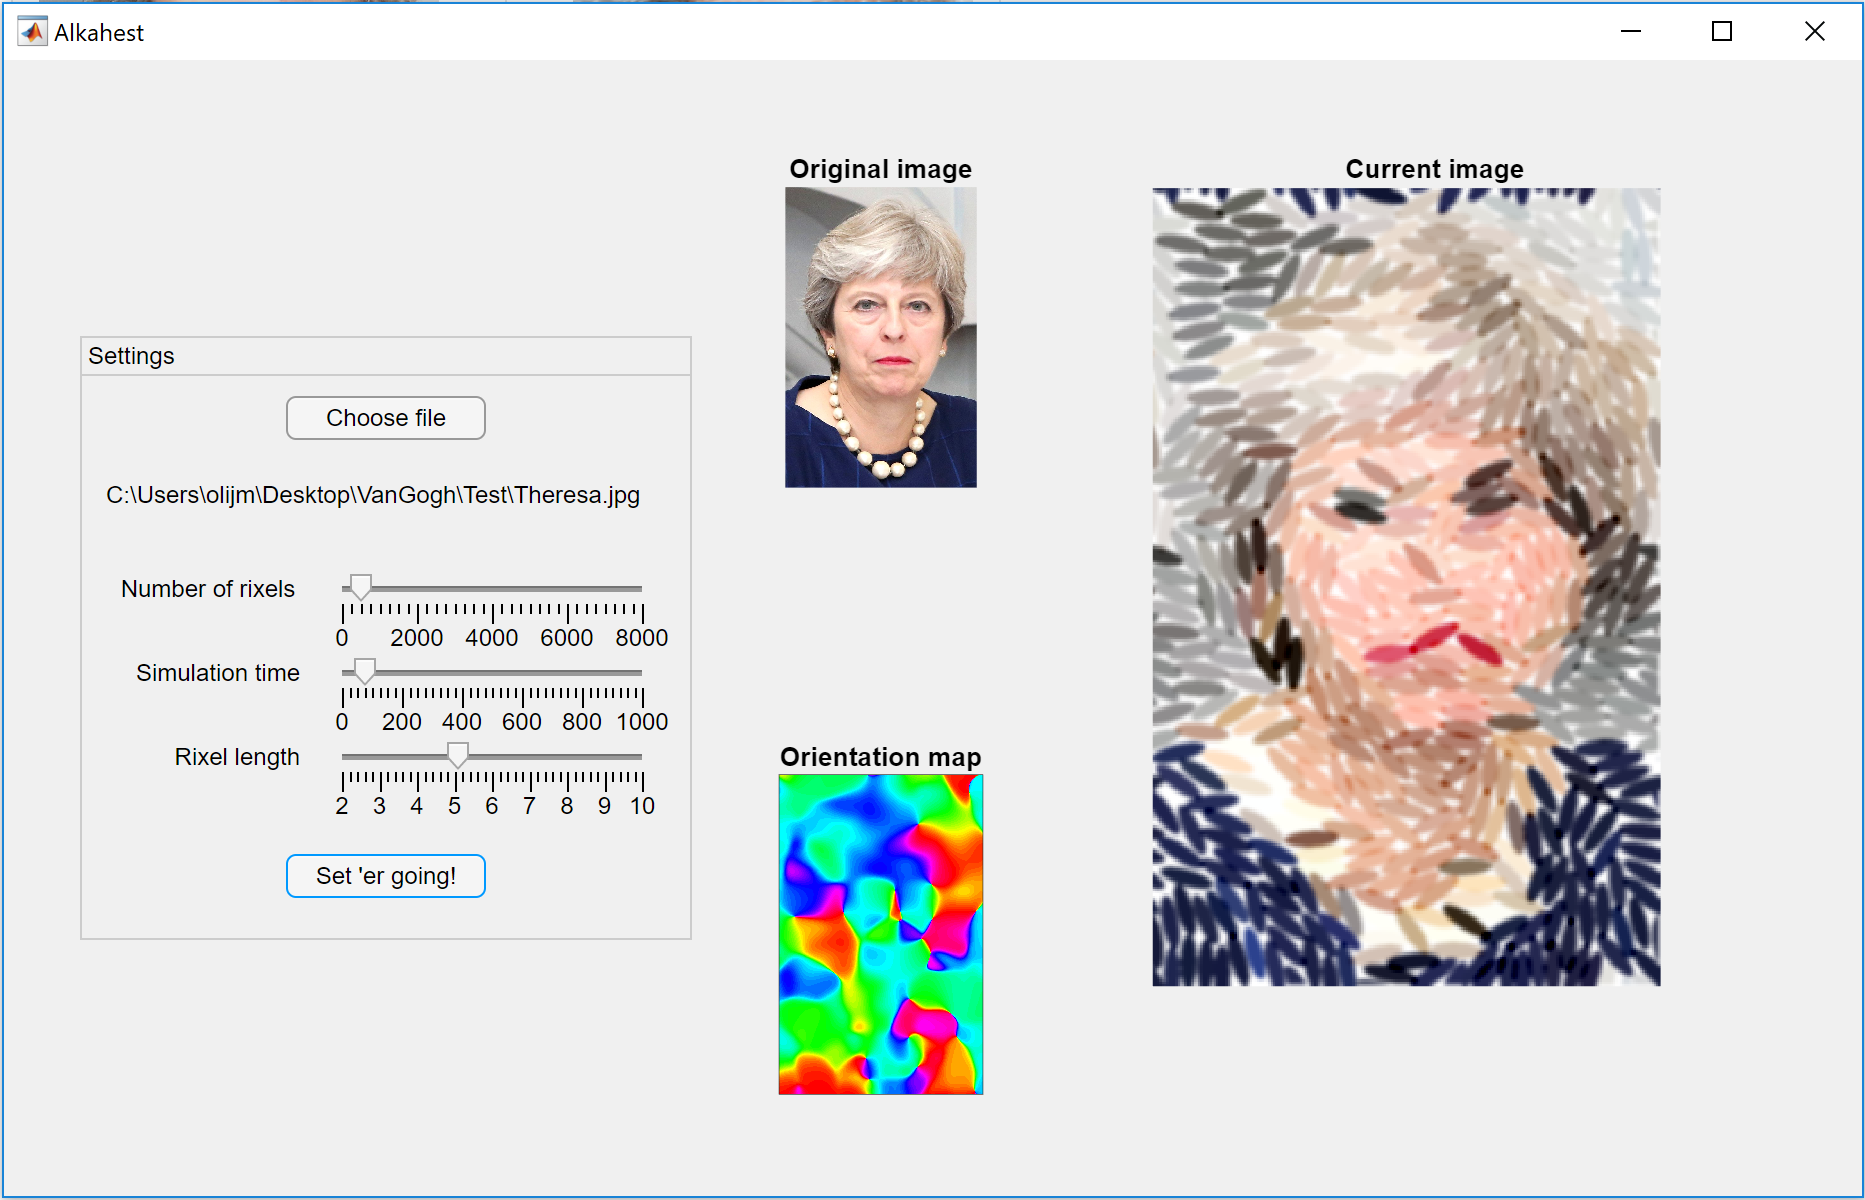 Alkahest
Original image
Current image
Settings
Choose file
C:\Users\olijm\Desktop\VanGogh\Test\Theresa.jpg
Number of rixels
0 2000 4000 6000 8000
Simulation time
0 200 400 600 800 1000
Rixel length
2 3 4 5 6 7 8 9 10
Set 'er going!
Orientation map